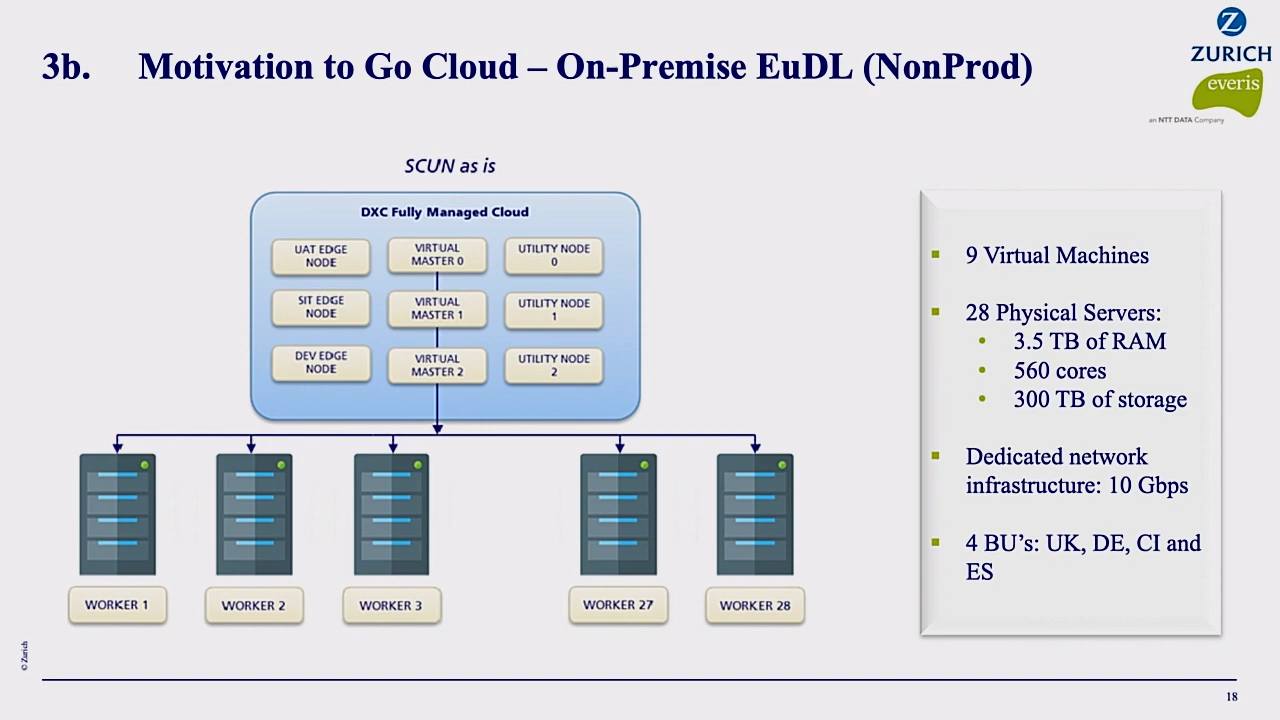 3b. Motivation to Go Cloud – On-Premise EuDL (NonProd)
Z
ZURICH
everis
an NTT DATA Company
SCUN as is
DXC Fully Managed Cloud
UAT EDGE
NODE
VIRTUAL
MASTER 0
UTILITY NODE
0
SIT EDGE
NODE
VIRTUAL
MASTER 1
UTILITY NODE
1
DEV EDGE
NODE
VIRTUAL
MASTER 2
UTILITY NODE
2
WORKER 1
WORKER 2
WORKER 3
WORKER 27
WORKER 28
9 Virtual Machines
28 Physical Servers:
3.5 TB of RAM
560 cores
300 TB of storage
Dedicated network
infrastructure: 10 Gbps
4 BU’s: UK, DE, CI and
ES
© Zurich
18